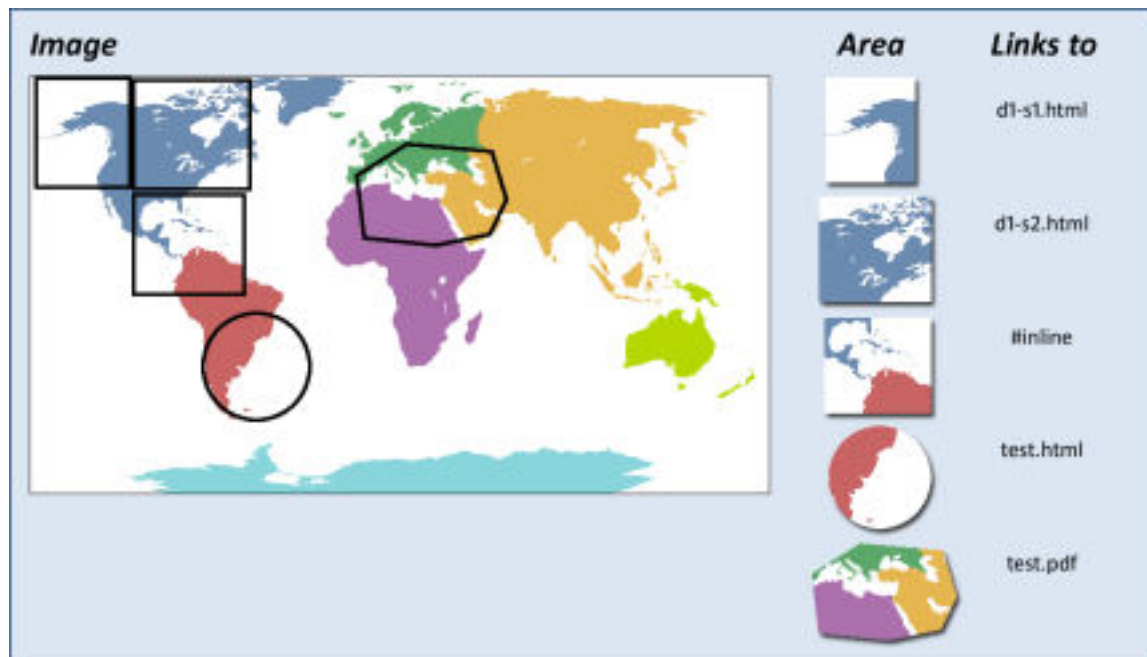 Image
Area
Links to
d1-s1.html
d1-s2.html
#inline
test.html
test.pdf